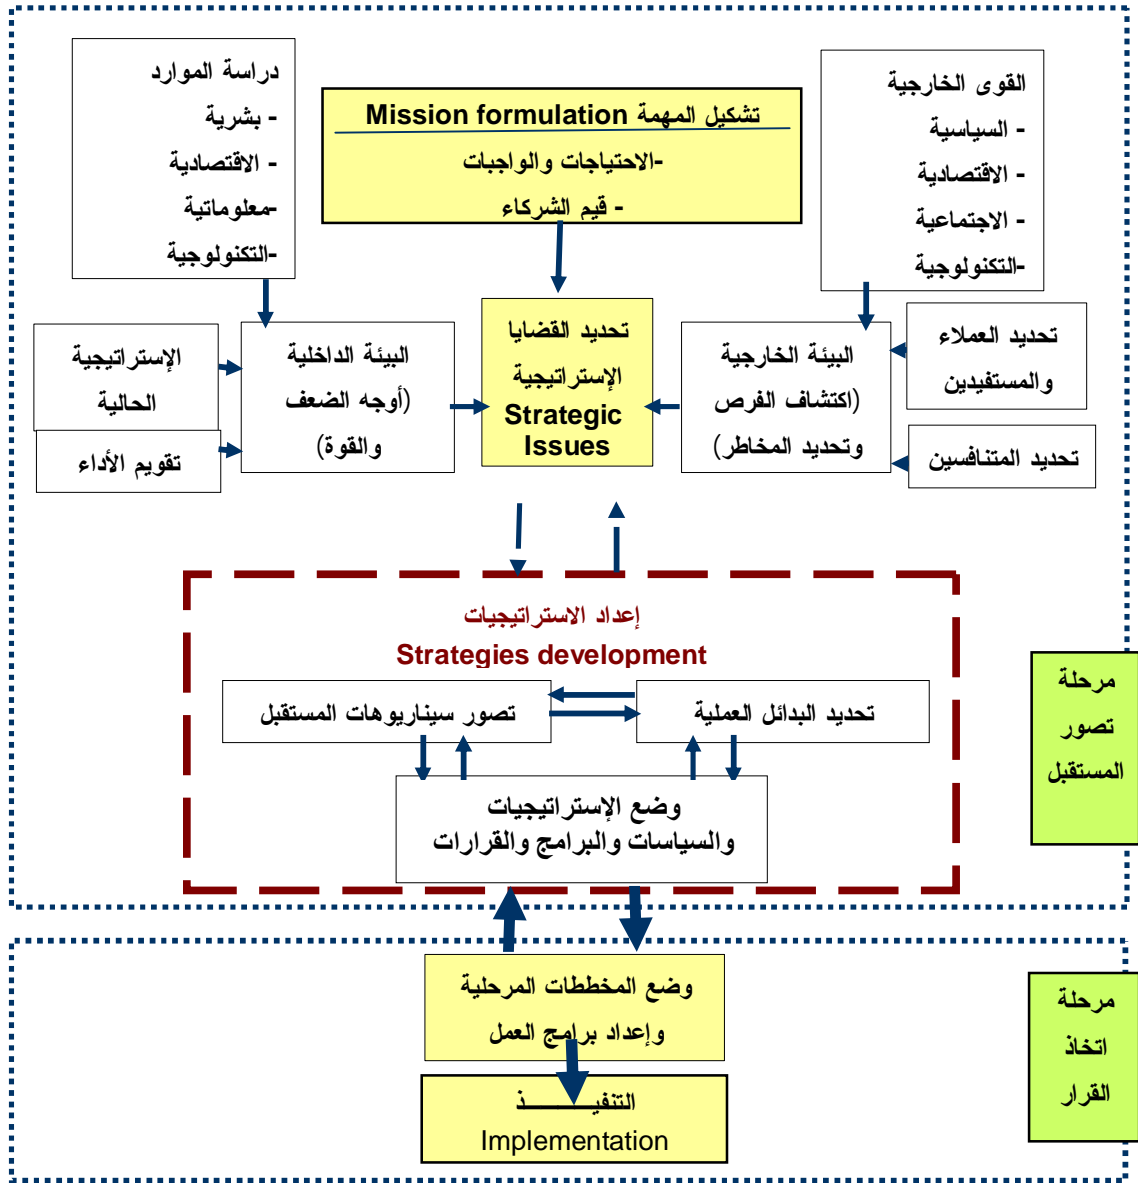 القوى الخارجية
- السياسية
- الاقتصادية
- الاجتماعية
-التكنولوجية
تشكيل المهمة Mission formulation
-الاحتياجات والواجبات
- قيم الشركاء
دراسة الموارد
- بشرية
- الاقتصادية
-معلوماتية
-التكنولوجية
تحديد العملاء
والمستفيدين
تحديد المتنافسين
البيئة الخارجية
(اكتشاف الفرص
وتحديد المخاطر)
تحديد القضايا
الإستراتيجية
Strategic
Issues
البيئة الداخلية
(أوجه الضعف
والقوة)
الإستراتيجية
الحالية
تقويم الأداء
إعداد الاستراتيجيات
Strategies development
تحديد البدائل العملية
تصور سيناريوهات المستقبل
وضع الإستراتيجيات
والسياسات والبرامج والقرارات
مرحلة
تصور
المستقبل
وضع المخططات المرحلية
وإعداد برامج العمل
التنفيــــــــــذ
Implementation
مرحلة
اتخاذ
القرار